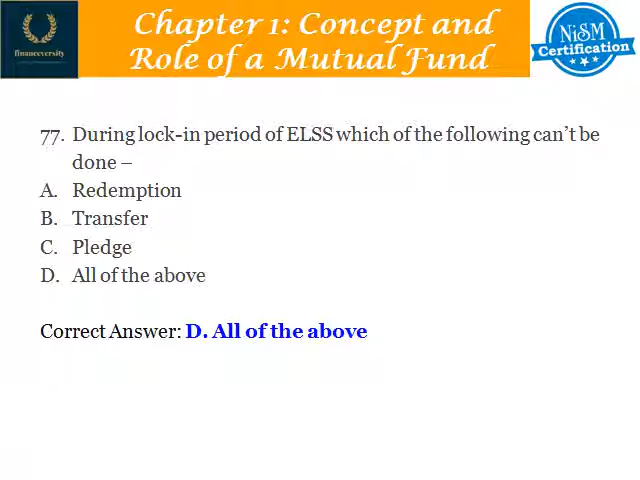 financeversity
Chapter 1: Concept and
Role of a Mutual Fund
NiSM
Certification
77. During lock-in period of ELSS which of the following can't be
done –
A. Redemption
B. Transfer
C. Pledge
D. All of the above
Correct Answer: D. All of the above